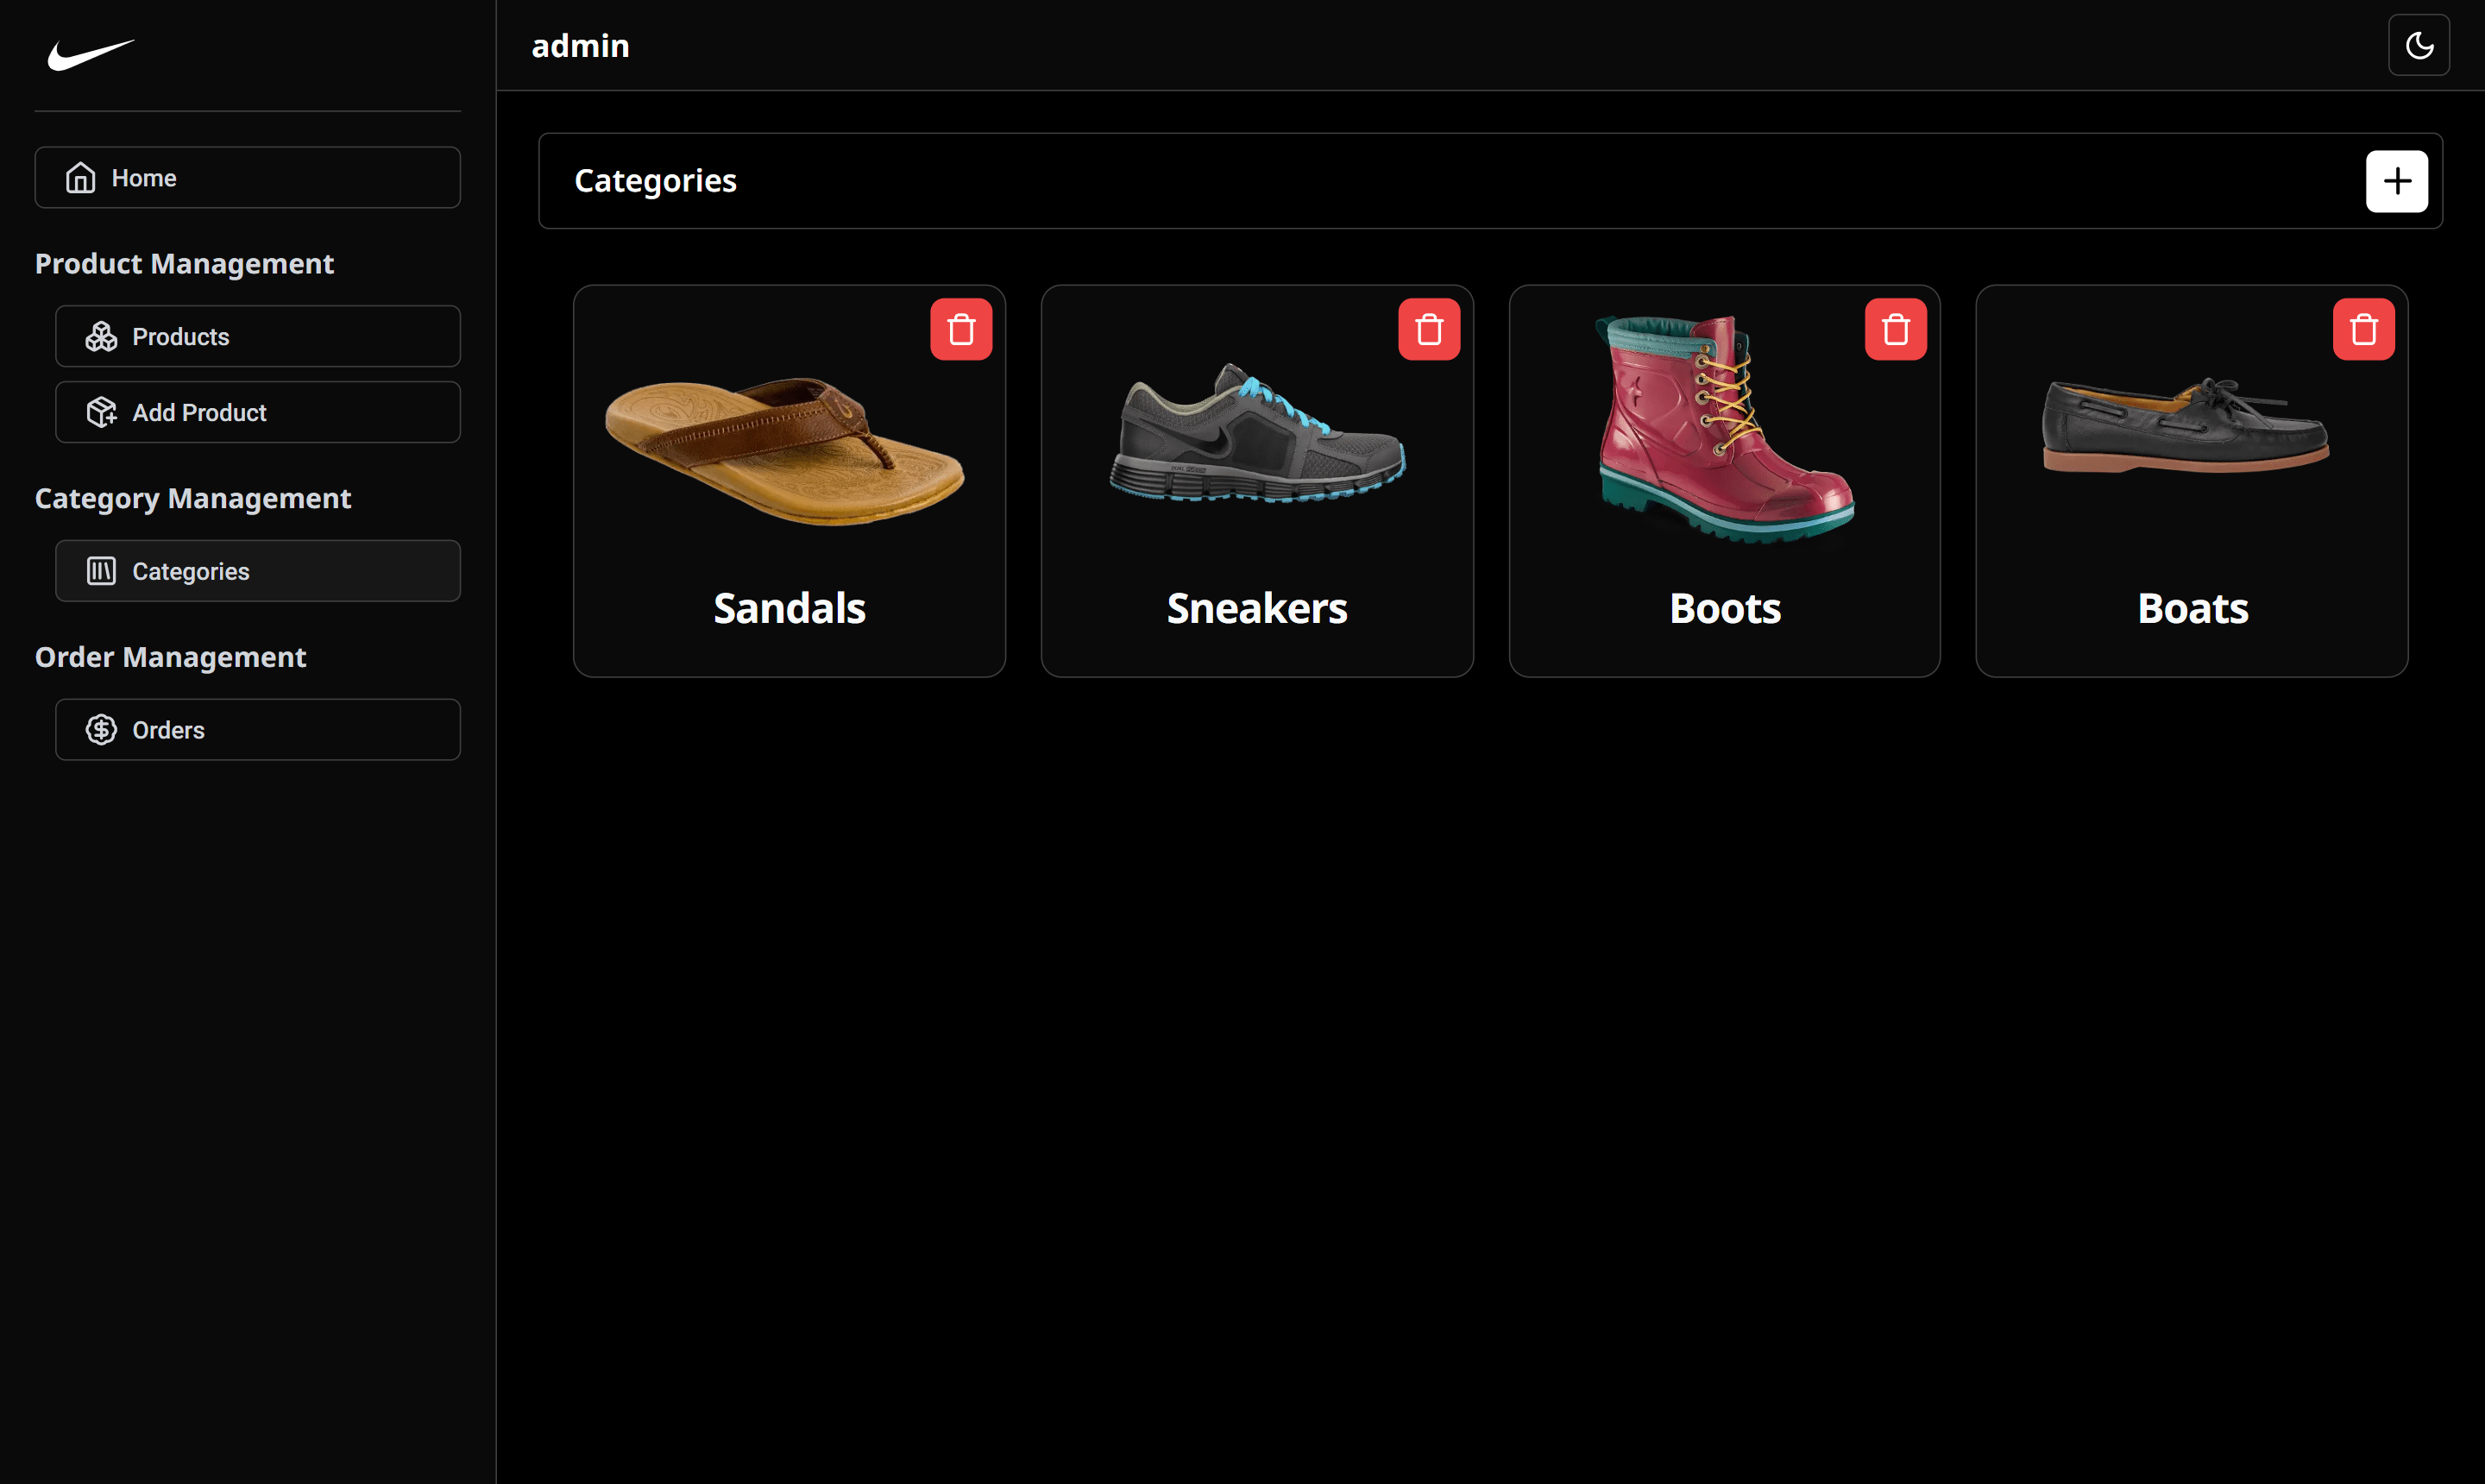 admin
Home
Product Management
Products
Add Product
Category Management
Categories
Order Management
Orders
Categories
Sandals
Sneakers
Boots
Boats